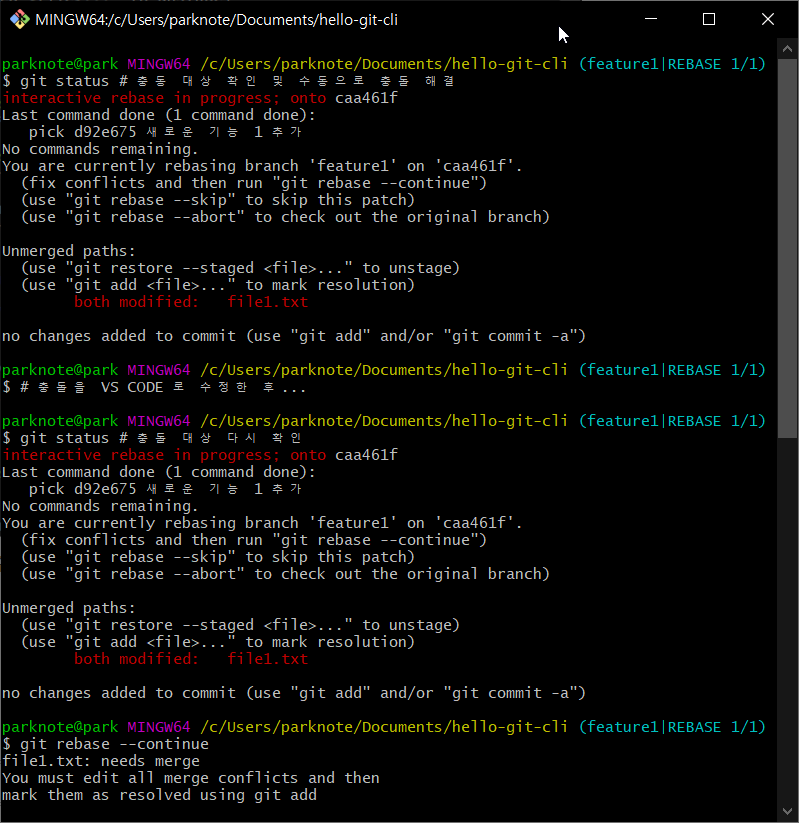 MINGW64:/c/Users/parknote/Documents/hello-git-cli
parknote@park MINGW64 /c/Users/parknote/Documents/hello-git-cli (feature1|REBASE 1/1)
$ git status # 충돌 대상 확인 및 수동으로 충돌 해결
interactive rebase in progress; onto caa461f
Last command done (1 command done):
   pick d92e675 새로운 기능 1 추가
No commands remaining.
You are currently rebasing branch 'feature1' on 'caa461f'.
  (fix conflicts and then run "git rebase --continue")
  (use "git rebase --skip" to skip this patch)
  (use "git rebase --abort" to check out the original branch)
Unmerged paths:
  (use "git restore --staged <file>..." to unstage)
  (use "git add <file>..." to mark resolution)
        both modified:   file1.txt
no changes added to commit (use "git add" and/or "git commit -a")
parknote@park MINGW64 /c/Users/parknote/Documents/hello-git-cli (feature1|REBASE 1/1)
$ # 충돌을 VS CODE 로 수정한 후 ...
parknote@park MINGW64 /c/Users/parknote/Documents/hello-git-cli (feature1|REBASE 1/1)
$ git status # 충돌 대상 다시 확인
interactive rebase in progress; onto caa461f
Last command done (1 command done):
   pick d92e675 새로운 기능 1 추가
No commands remaining.
You are currently rebasing branch 'feature1' on 'caa461f'.
  (fix conflicts and then run "git rebase --continue")
  (use "git rebase --skip" to skip this patch)
  (use "git rebase --abort" to check out the original branch)
Unmerged paths:
  (use "git restore --staged <file>..." to unstage)
  (use "git add <file>..." to mark resolution)
        both modified:   file1.txt
no changes added to commit (use "git add" and/or "git commit -a")
parknote@park MINGW64 /c/Users/parknote/Documents/hello-git-cli (feature1|REBASE 1/1)
$ git rebase --continue
file1.txt: needs merge
You must edit all merge conflicts and then
mark them as resolved using git add